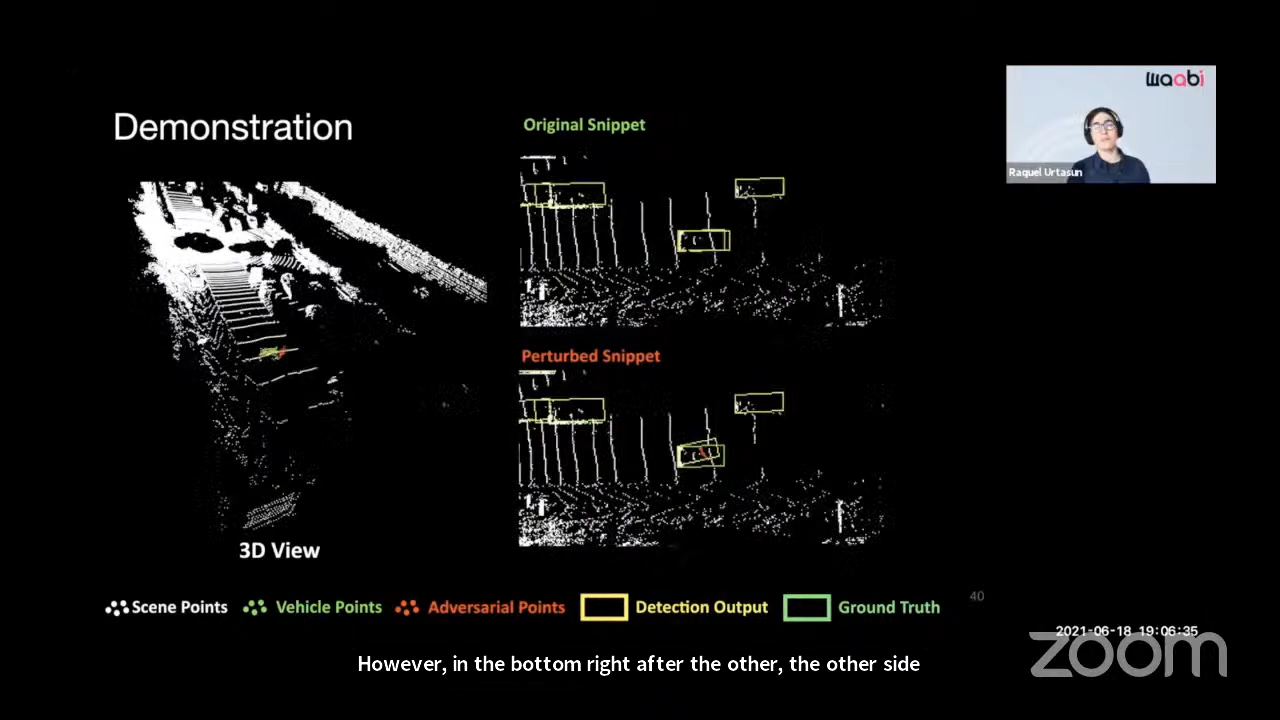 Demonstration
Original Snippet
waabi
Raquel Urtasun
Perturbed Snippet
3D View
Scene Points
Vehicle Points
Adversarial Points
Detection Output
Ground Truth
40
2021-06-18 19:06:35
zoom
However, in the bottom right after the other, the other side